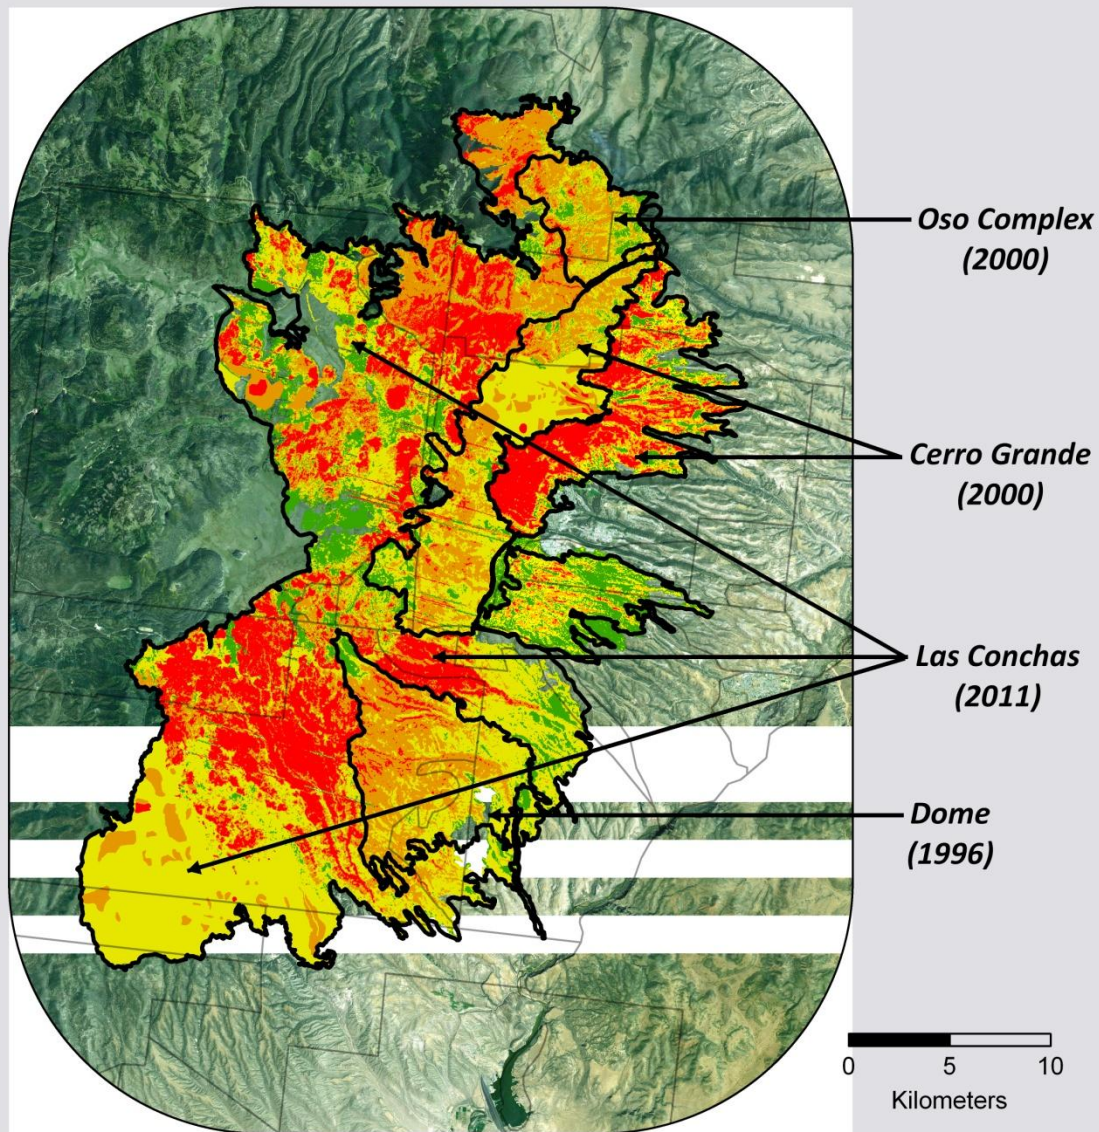 Oso Complex
(2000)
Cerro Grande
(2000)
Las Conchas
(2011)
Dome
(1996)
0 5 10
Kilometers